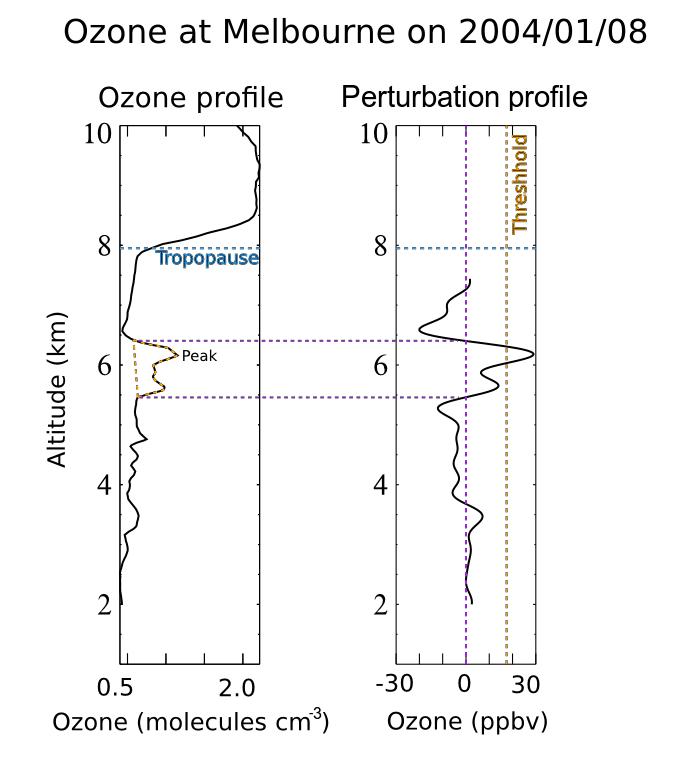 Ozone at Melbourne on 2004/01/08
Ozone profile
Perturbation profile
10
8
6
4
2
Altitude (km)
Tropopause
Peak
0.5 2.0
Ozone (molecules cm-3)
10
8
6
4
2
Threshhold
-30 0 30
Ozone (ppbv)